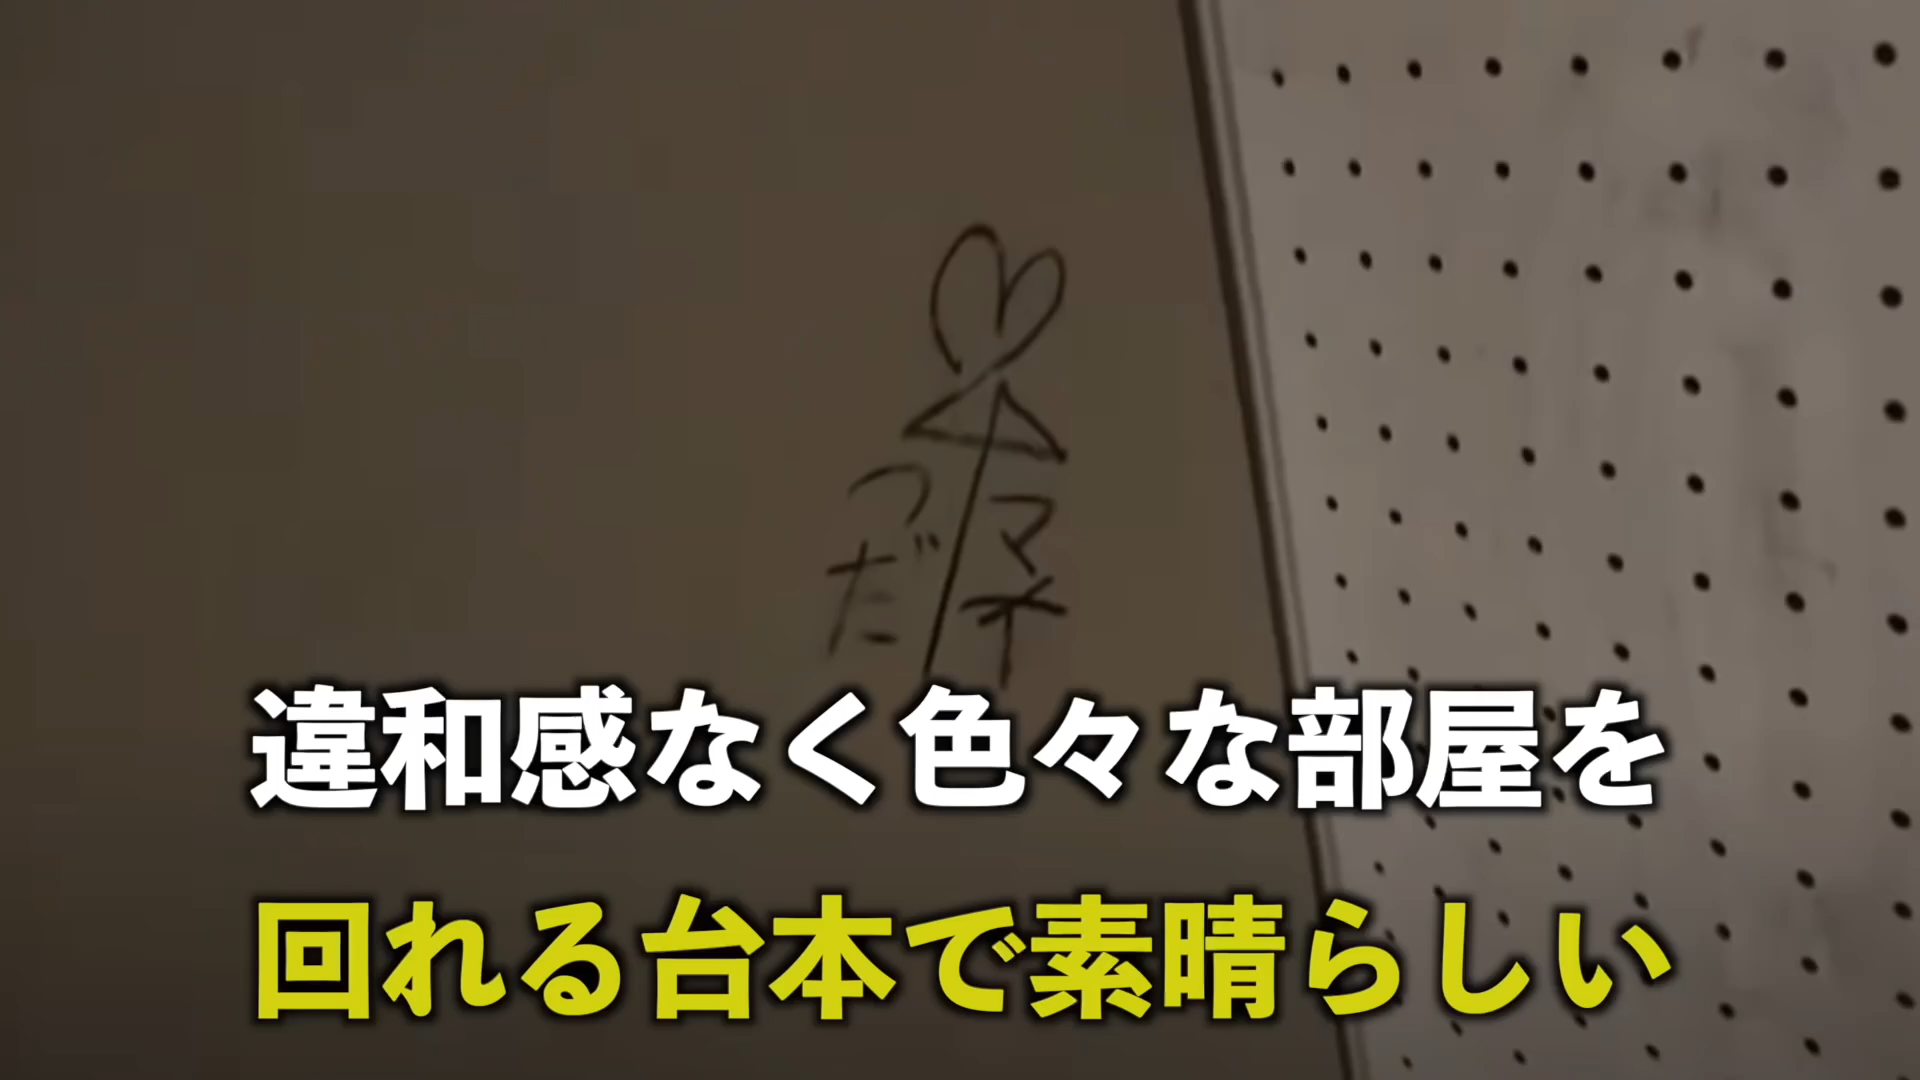 マオ
つだ
違和感なく色々な部屋を
回れる台本で素晴らしい